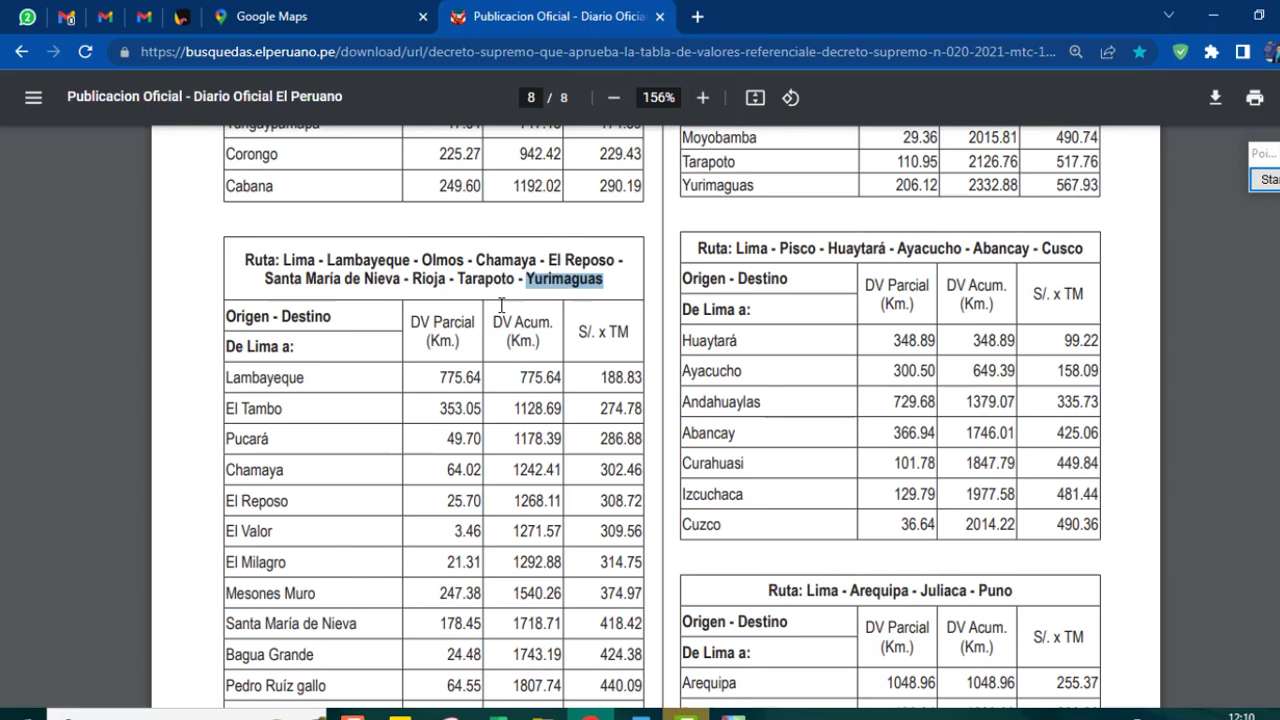 Google Maps
Publicacion Oficial - Diario Oficial
https://busquedas.elperuano.pe/download/url/decreto-supremo-que-aprueba-la-tabla-de-valores-referenciale-decreto-supremo-n-020-2021-mtc-1...
Publicacion Oficial - Diario Oficial El Peruano
8 / 8
156%
Poi...
Corongo 225.27 942.42 229.43
Cabana 249.60 1192.02 290.19
Ruta: Lima - Lambayeque - Olmos - Chamaya - El Reposo -
Santa María de Nieva - Rioja - Tarapoto - Yurimaguas
Origen - Destino
De Lima a:
DV Parcial
(Km.)
DV Acum.
(Km.)
S/. x TM
Lambayeque 775.64 775.64 188.83
El Tambo 353.05 1128.69 274.78
Pucará 49.70 1178.39 286.88
Chamaya 64.02 1242.41 302.46
El Reposo 25.70 1268.11 308.72
El Valor 3.46 1271.57 309.56
El Milagro 21.31 1292.88 314.75
Mesones Muro 247.38 1540.26 374.97
Santa María de Nieva 178.45 1718.71 418.42
Bagua Grande 24.48 1743.19 424.38
Pedro Ruíz gallo 64.55 1807.74 440.09
Moyobamba 29.36 2015.81 490.74
Tarapoto 110.95 2126.76 517.76
Yurimaguas 206.12 2332.88 567.93
Ruta: Lima - Pisco - Huaytará - Ayacucho - Abancay - Cusco
Origen - Destino
De Lima a:
DV Parcial
(Km.)
DV Acum.
(Km.)
S/. x TM
Huaytará 348.89 348.89 99.22
Ayacucho 300.50 649.39 158.09
Andahuaylas 729.68 1379.07 335.73
Abancay 366.94 1746.01 425.06
Curahuasi 101.78 1847.79 449.84
Izcuchaca 129.79 1977.58 481.44
Cuzco 36.64 2014.22 490.36
Ruta: Lima - Arequipa - Juliaca - Puno
Origen - Destino
De Lima a:
DV Parcial
(Km.)
DV Acum.
(Km.)
S/. x TM
Arequipa 1048.96 1048.96 255.37
12:10